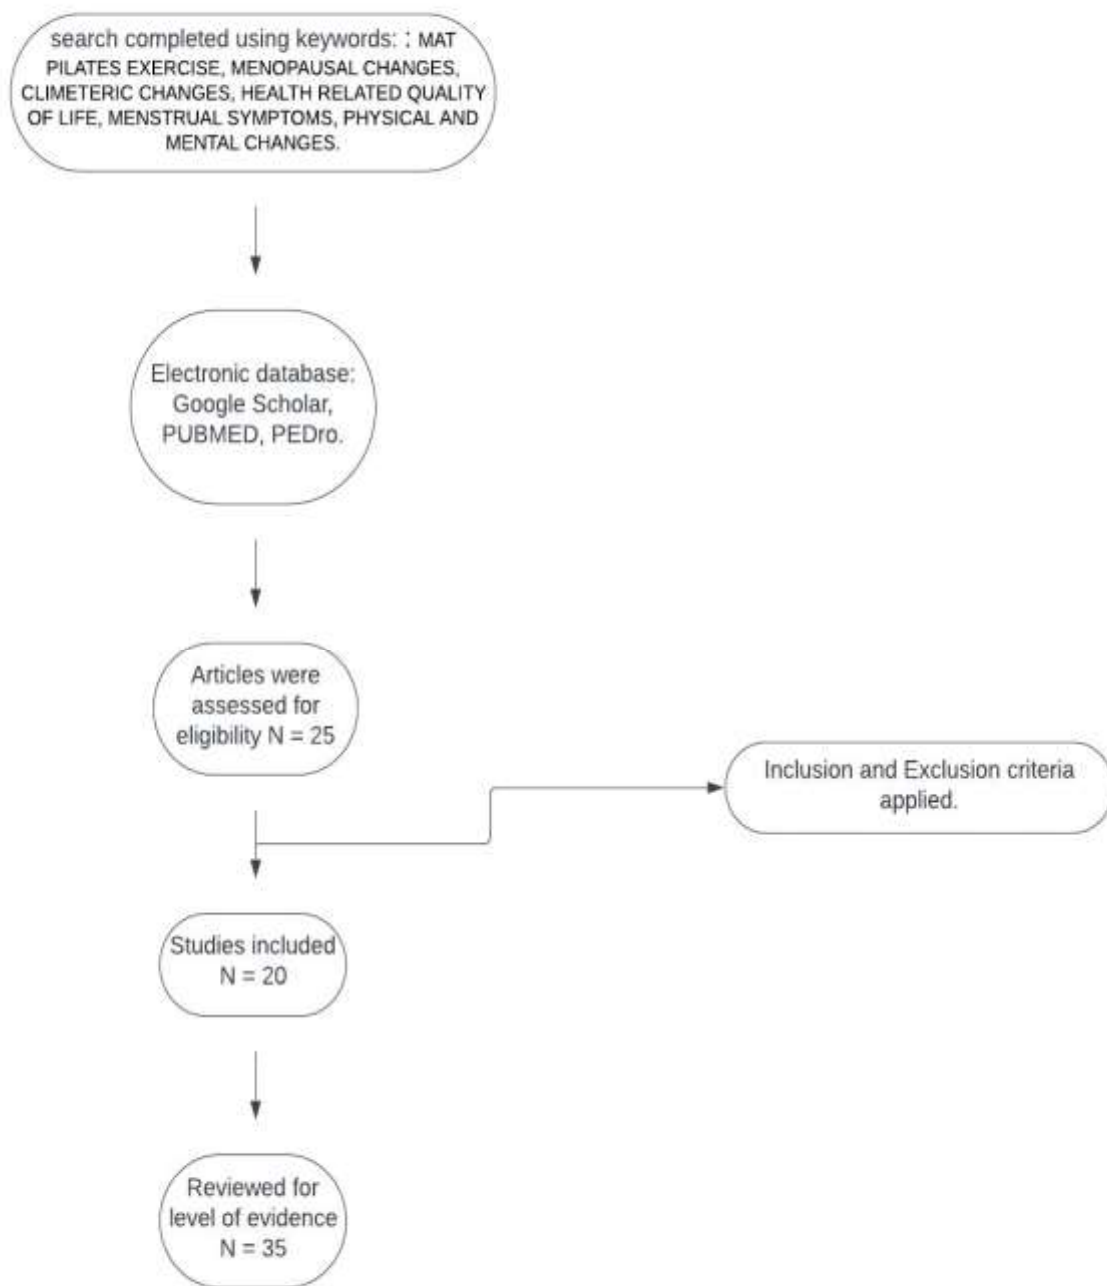 search completed using keywords: : MAT
PILATES EXERCISE, MENOPAUSAL CHANGES,
CLIMETERIC CHANGES, HEALTH RELATED QUALITY
OF LIFE, MENSTRUAL SYMPTOMS, PHYSICAL AND
MENTAL CHANGES.
Electronic database:
Google Scholar,
PUBMED, PEDro.
Articles were
assessed for
eligibility N = 25
Inclusion and Exclusion criteria
applied.
Studies included
N = 20
Reviewed for
level of evidence
N = 35